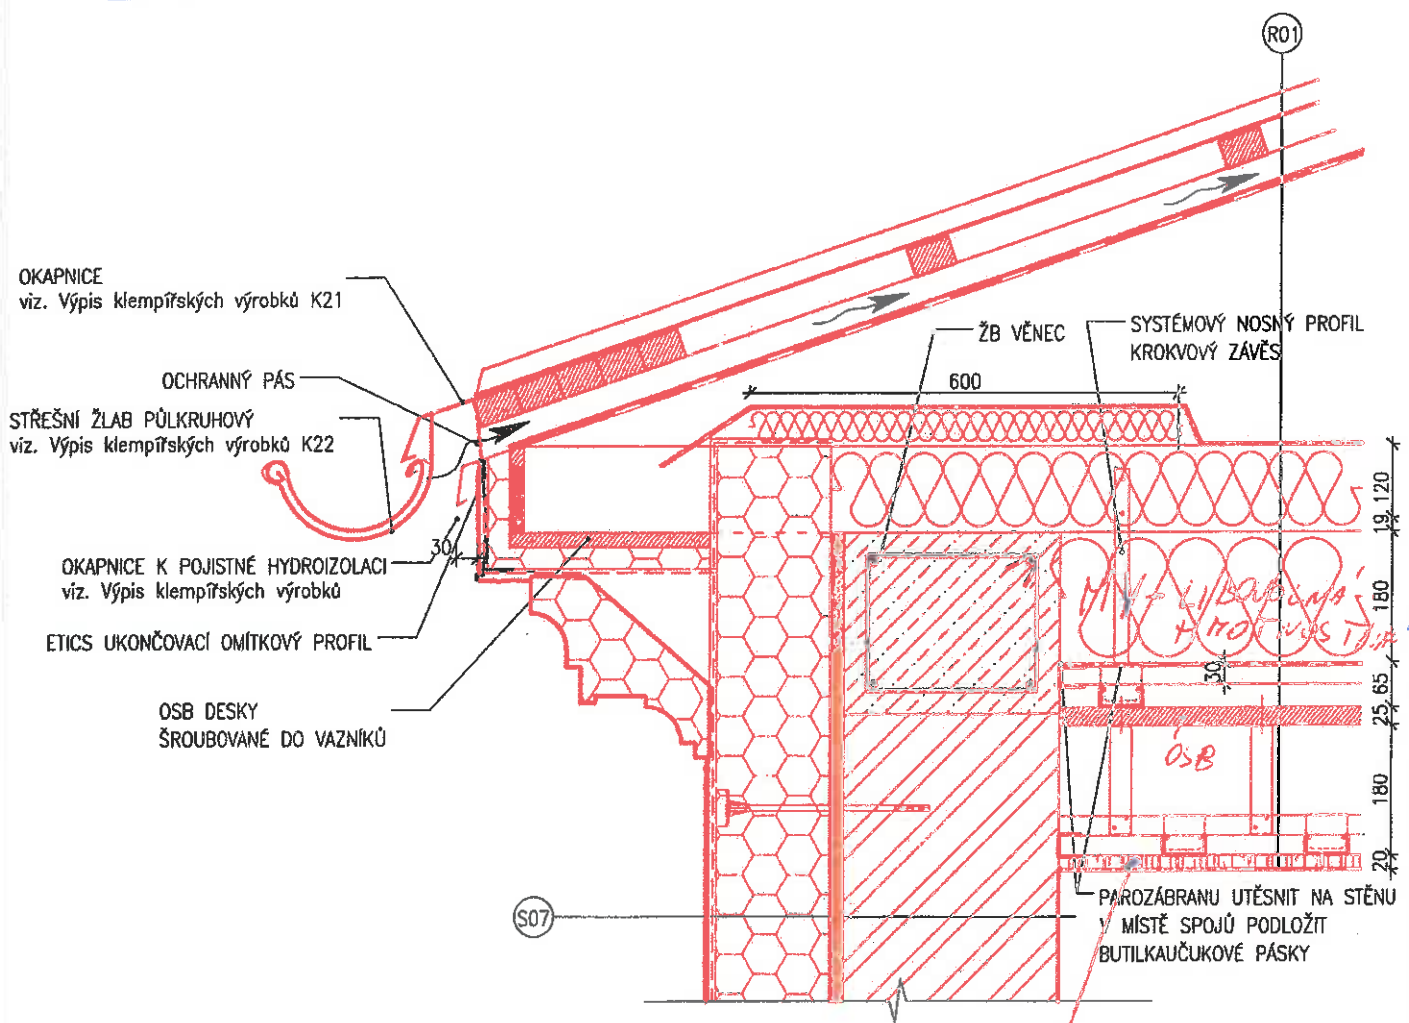 R01
OKAPNICE
viz. Výpis klempířských výrobků K21
OCHRANNÝ PÁS
STŘEŠNÍ ŽLAB PŮLKRUHOVÝ
viz. Výpis klempířských výrobků K22
ŽB VĚNEC
SYSTÉMOVÝ NOSNÝ PROFIL
KROKVOVÝ ZÁVĚS
600
120
19
30
OKAPNICE K POJISTNÉ HYDROIZOLACI
viz. Výpis klempířských výrobků
ETICS UKONČOVACÍ OMÍTKOVÝ PROFIL
180
30
65
25
OSB DESKY
ŠROUBOVANÉ DO VAZNÍKŮ
OSB
180
20
S07
PAROZÁBRANU UTĚSNIT NA STĚNU
V MÍSTĚ SPOJŮ PODLOŽIT
BUTILKAUČUKOVÉ PÁSKY